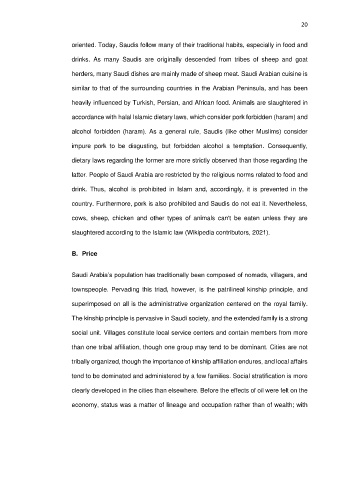 20
oriented. Today, Saudis follow many of their traditional habits, especially in food and
drinks. As many Saudis are originally descended from tribes of sheep and goat
herders, many Saudi dishes are mainly made of sheep meat. Saudi Arabian cuisine is
similar to that of the surrounding countries in the Arabian Peninsula, and has been
heavily influenced by Turkish, Persian, and African food. Animals are slaughtered in
accordance with halal Islamic dietary laws, which consider pork forbidden (haram) and
alcohol forbidden (haram). As a general rule, Saudis (like other Muslims) consider
impure pork to be disgusting, but forbidden alcohol a temptation. Consequently,
dietary laws regarding the former are more strictly observed than those regarding the
latter. People of Saudi Arabia are restricted by the religious norms related to food and
drink. Thus, alcohol is prohibited in Islam and, accordingly, it is prevented in the
country. Furthermore, pork is also prohibited and Saudis do not eat it. Nevertheless,
cows, sheep, chicken and other types of animals can't be eaten unless they are
slaughtered according to the Islamic law (Wikipedia contributors, 2021).
B. Price
Saudi Arabia's population has traditionally been composed of nomads, villagers, and
townspeople. Pervading this triad, however, is the patrilineal kinship principle, and
superimposed on all is the administrative organization centered on the royal family.
The kinship principle is pervasive in Saudi society, and the extended family is a strong
social unit. Villages constitute local service centers and contain members from more
than one tribal affiliation, though one group may tend to be dominant. Cities are not
tribally organized, though the importance of kinship affiliation endures, and local affairs
tend to be dominated and administered by a few families. Social stratification is more
clearly developed in the cities than elsewhere. Before the effects of oil were felt on the
economy, status was a matter of lineage and occupation rather than of wealth; with